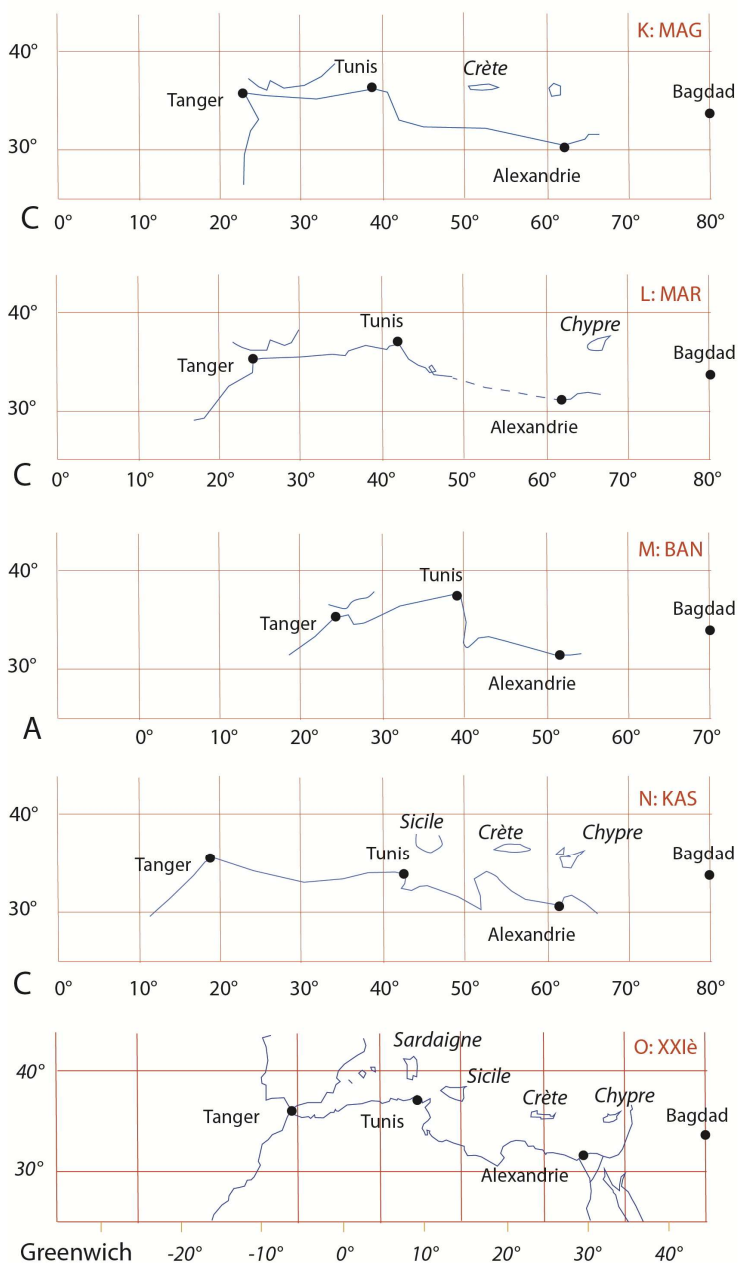 40°
K: MAG
Tunis
Crète
Tanger
Bagdad
30°
Alexandrie
C
0° 10° 20° 30° 40° 50° 60° 70° 80°
40°
L: MAR
Tunis
Chypre
Tanger
Bagdad
30°
Alexandrie
C
0° 10° 20° 30° 40° 50° 60° 70° 80°
M: BAN
40°
Tunis
Tanger
Bagdad
30°
Alexandrie
A
0° 10° 20° 30° 40° 50° 60° 70°
N: KAS
40°
Sicile
Crète
Chypre
Tanger
Tunis
Bagdad
30°
Alexandrie
C
0° 10° 20° 30° 40° 50° 60° 70° 80°
Sardaigne
O: XXIè
40°
Sicile
Crète
Chypre
Tanger
Tunis
Bagdad
30°
Alexandrie
Greenwich -20° -10° 0° 10° 20° 30° 40°